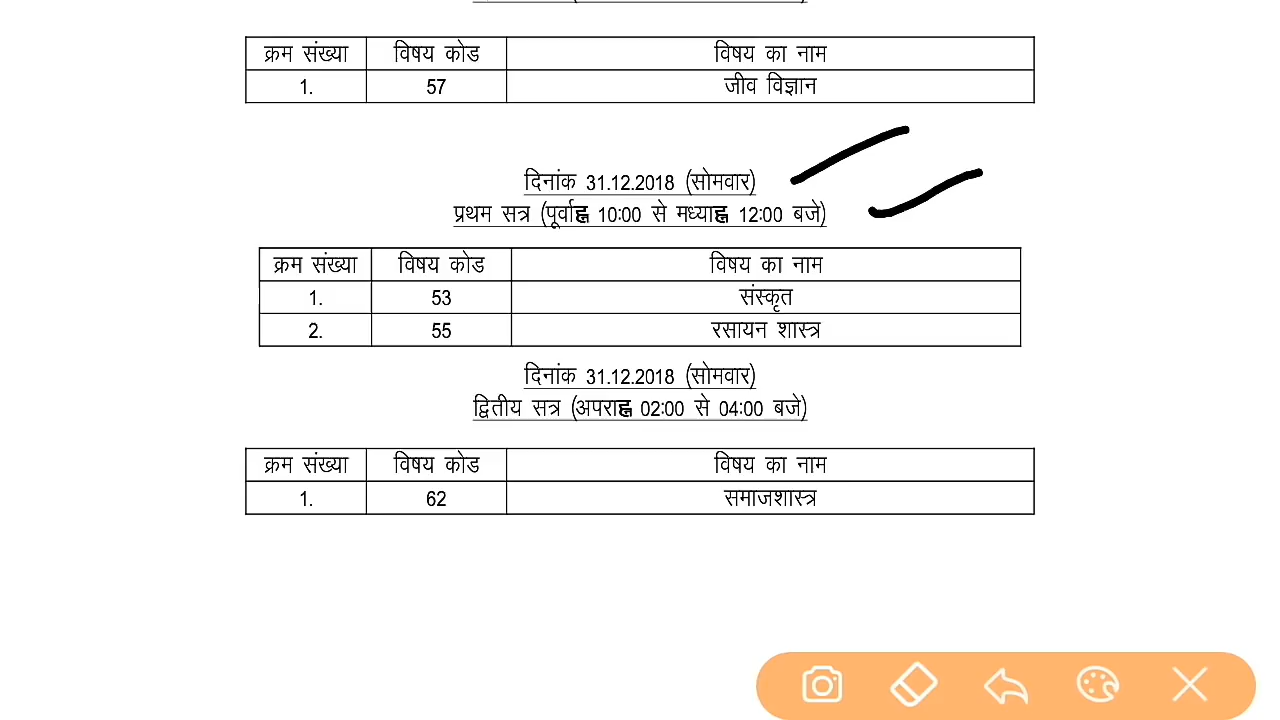 क्रम संख्या विषय कोड विषय का नाम
1. 57 जीव विज्ञान
दिनांक 31.12.2018 (सोमवार)
प्रथम सत्र (पूर्वाह्न 10:00 से मध्याह्न 12:00 बजे)
क्रम संख्या विषय कोड विषय का नाम
1. 53 संस्कृत
2. 55 रसायन शास्त्र
दिनांक 31.12.2018 (सोमवार)
द्वितीय सत्र (अपराह्न 02:00 से 04:00 बजे)
क्रम संख्या विषय कोड विषय का नाम
1. 62 समाजशास्त्र